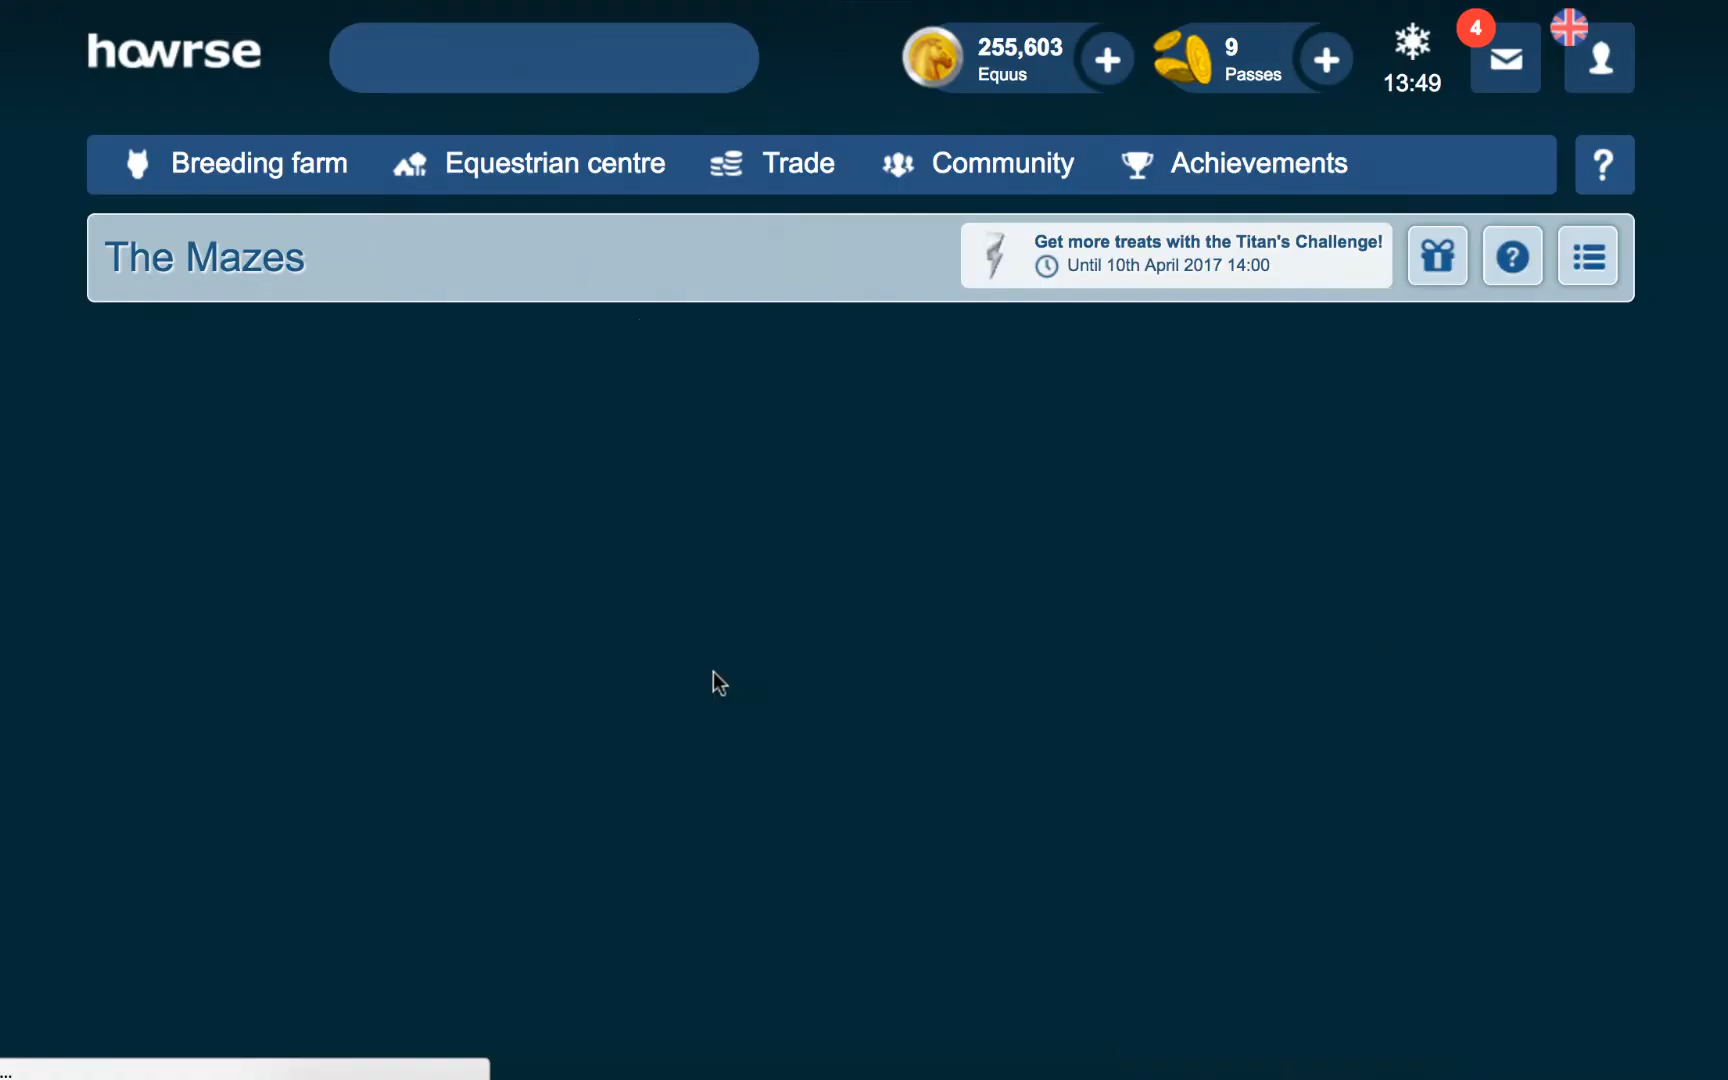 howrse
255,603
Equus
9
Passes
13:49
4
Breeding farm
Equestrian centre
Trade
Community
Achievements
?
The Mazes
Get more treats with the Titan's Challenge!
Until 10th April 2017 14:00
?
...